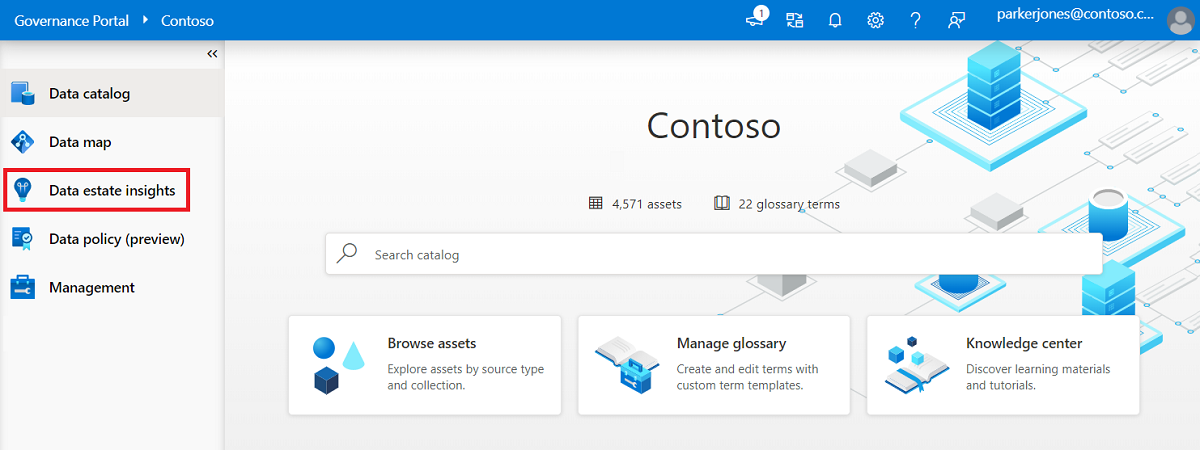 Governance Portal Contoso
1
parkerjones@contoso.c...
Data catalog
Data map
Data estate insights
Data policy (preview)
Management
Contoso
4,571 assets
22 glossary terms
Search catalog
Browse assets
Explore assets by source type
and collection.
Manage glossary
Create and edit terms with
custom term templates.
Knowledge center
Discover learning materials
and tutorials.